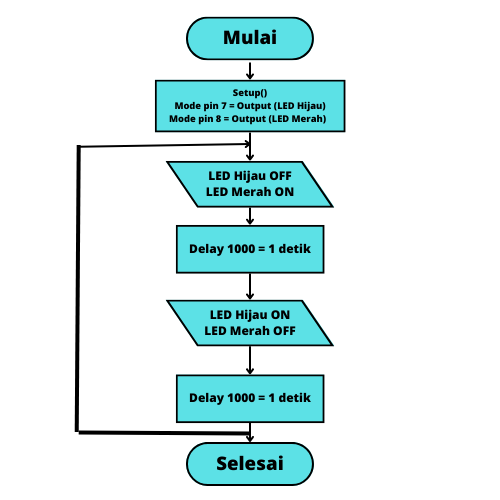 Mulai
Setup()
Mode pin 7 = Output (LED Hijau)
Mode pin 8 = Output (LED Merah)
LED Hijau OFF
LED Merah ON
Delay 1000 = 1 detik
LED Hijau ON
LED Merah OFF
Delay 1000 = 1 detik
Selesai